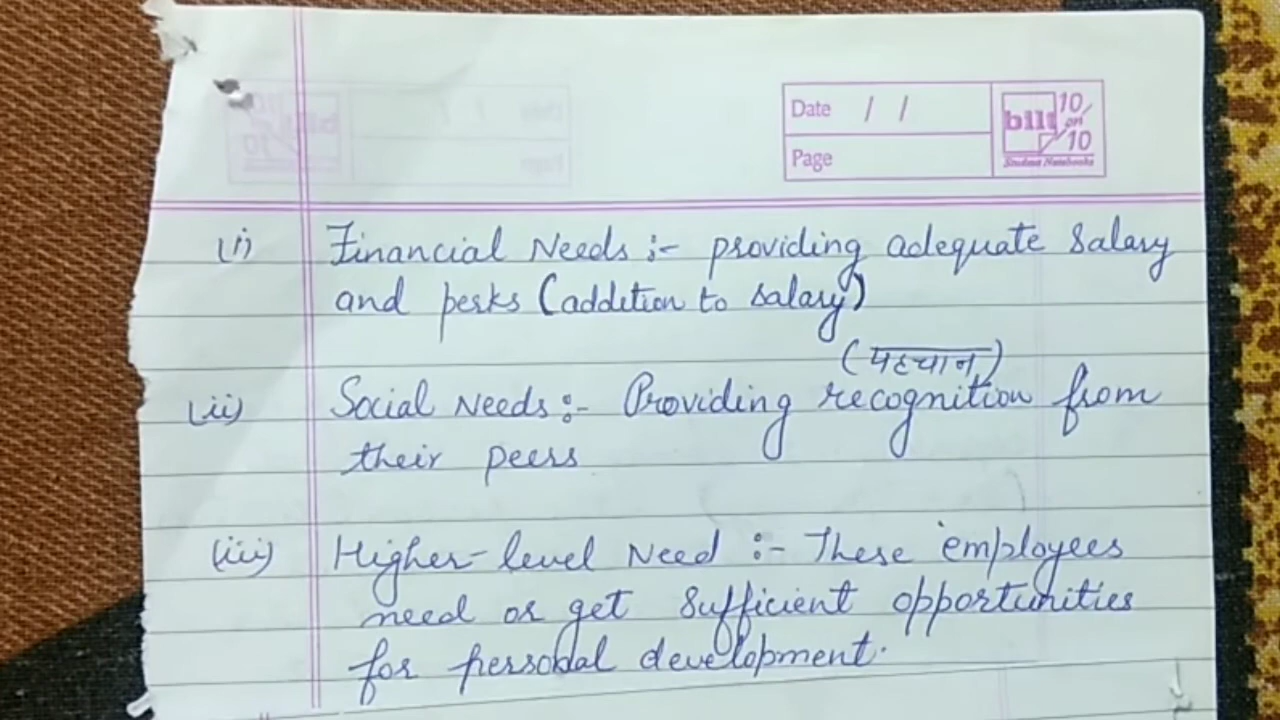 Date / /
Page
bilt 10 on 10
Student Notebooks
(i) Financial Needs :- providing adequate salary
and perks (addition to salary)
(पहचान)
(ii) Social Needs :- Providing recognition from
their peers
(iii) Higher-level Need :- These employees
need or get sufficient opportunities
for personal development.